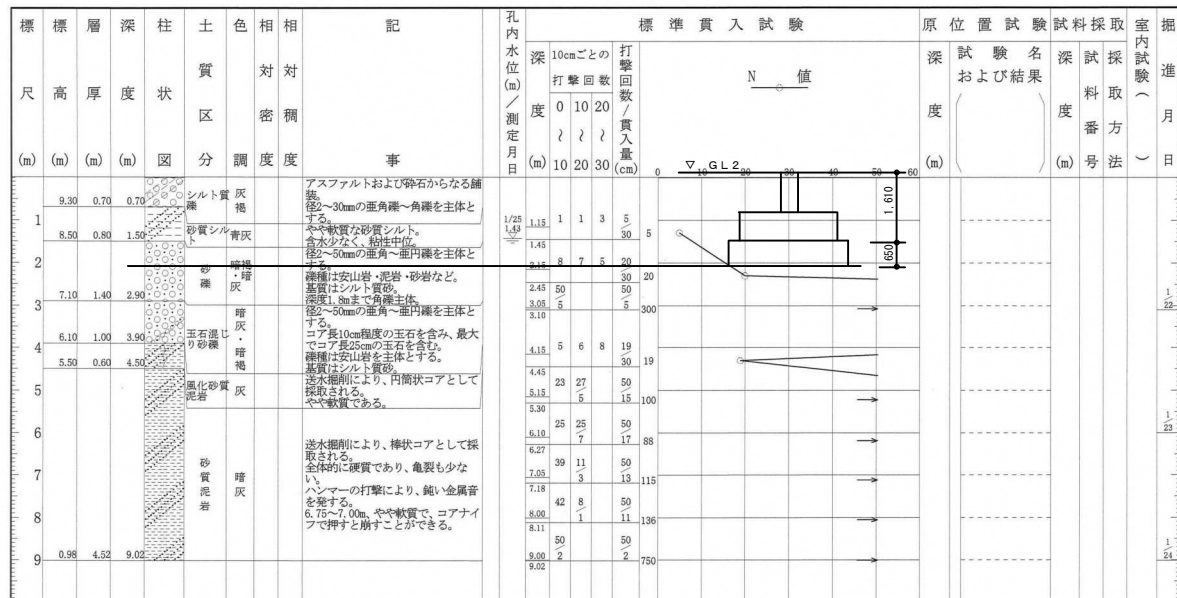 標尺(m)
標高(m)
層厚(m)
深度(m)
柱状図
土質区分
色調
相対密度
相対稠度
記事
孔内水位(m)/測定月日
標準貫入試験
深度(m)
10cmごとの打撃回数
0~10
10~20
20~30
打撃回数/貫入量(cm)
N 値
0 10 20 30 40 50 60
原位置試験
深度(m)
試験名および結果
試料採取
深度(m)
試料番号
採取方法
室内試験( )
掘進月日
▽ GL2
1,610
650
1
2
3
4
5
6
7
8
9
9.30 0.70 0.70
シルト質礫
灰褐
アスファルトおよび砕石からなる舗装。
径2~30mmの亜角礫~角礫を主体とする。
8.50 0.80 1.50
砂質シルト
青灰
やや軟質な砂質シルト。
含水少なく、粘性中位。
7.10 1.40 2.90
砂礫
暗褐・暗灰
径2~50mmの亜角~亜円礫を主体とする。
礫種は安山岩・泥岩・砂岩など。
基質はシルト質砂。
深度1.8mまで角礫主体。
6.10 1.00 3.90
5.50 0.60 4.50
玉石混じり砂礫
暗灰・暗褐
径2~50mmの亜角~亜円礫を主体とする。
コア長10cm程度の玉石を含み、最大でコア長25cmの玉石を含む。
礫種は安山岩を主体とする。
基質はシルト質砂。
風化砂質泥岩
灰
送水掘削により、円筒状コアとして採取される。
やや軟質である。
0.98 4.52 9.02
砂質泥岩
暗灰
送水掘削により、棒状コアとして採取される。
全体的に硬質であり、亀裂も少ない。
ハンマーの打撃により、鈍い金属音を発する。
6.75~7.00m、やや軟質で、コアナイフで押すと崩すことができる。
1/25
1.43
1.15 1 1 3 5/30 5
1.45
2.15 8 7 5 20/30 20
2.45
3.05 50/5 50/5 300
3.10
4.15 5 6 8 19/30 19
4.45
5.15 23 27/5 50/15 100
5.30
6.10 25 25/7 50/17 88
6.27
7.05 39 11/3 50/13 115
7.18
8.00 42 8/1 50/11 136
8.11
9.00 50/2 50/2 750
9.02
1/22
1/23
1/24